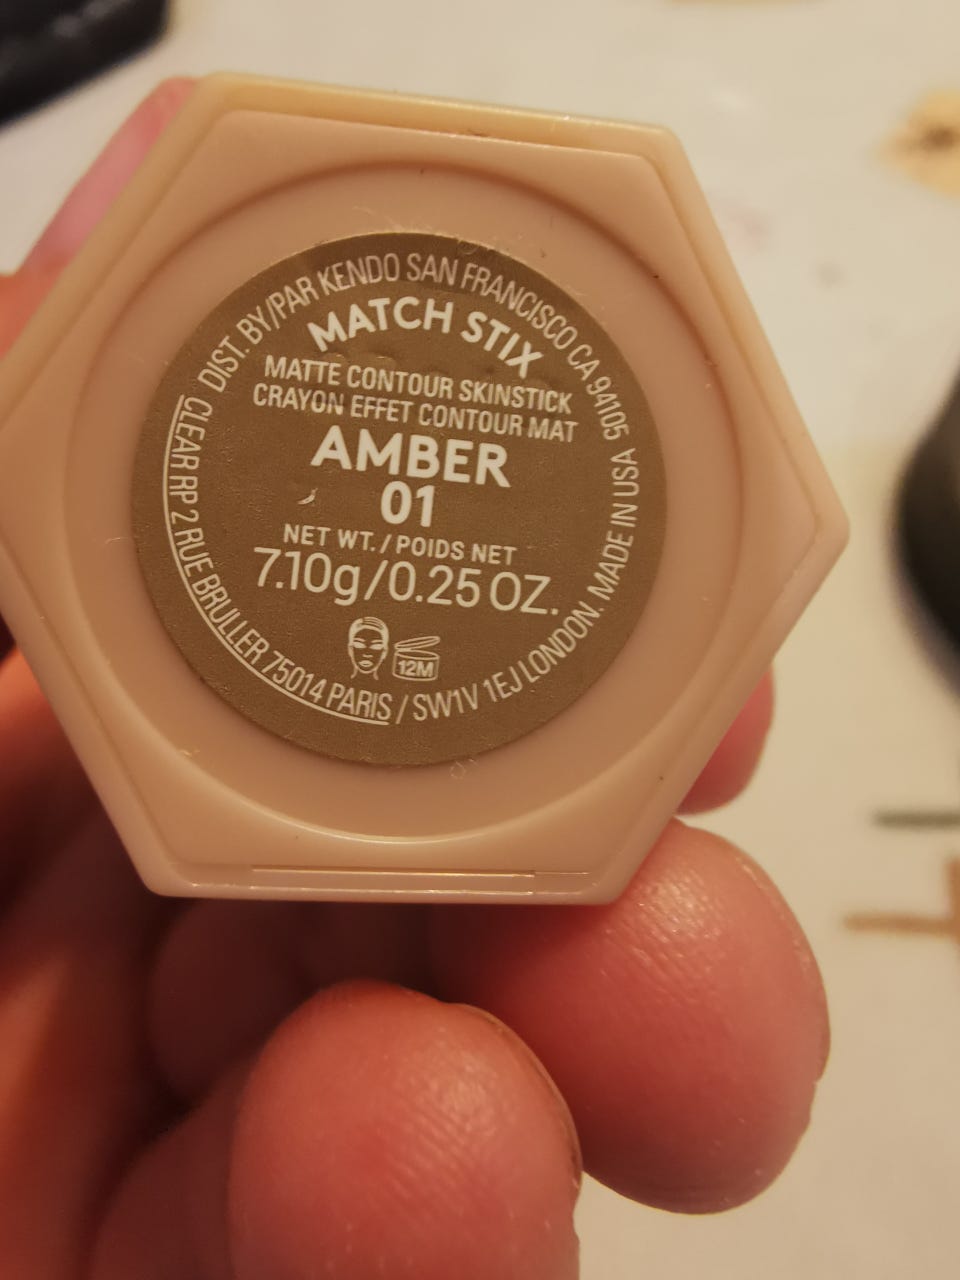 DIST. BY/PAR KENDO SAN FRANCISCO CA 94105
MATCH STIX
MATTE CONTOUR SKINSTICK
CRAYON EFFET CONTOUR MAT
AMBER
01
NET WT./POIDS NET
7.10g/0.25 OZ.
12M
CLEAR RP 2 RUE BRULLER 75014 PARIS / SW1V 1EJ LONDON. MADE IN USA